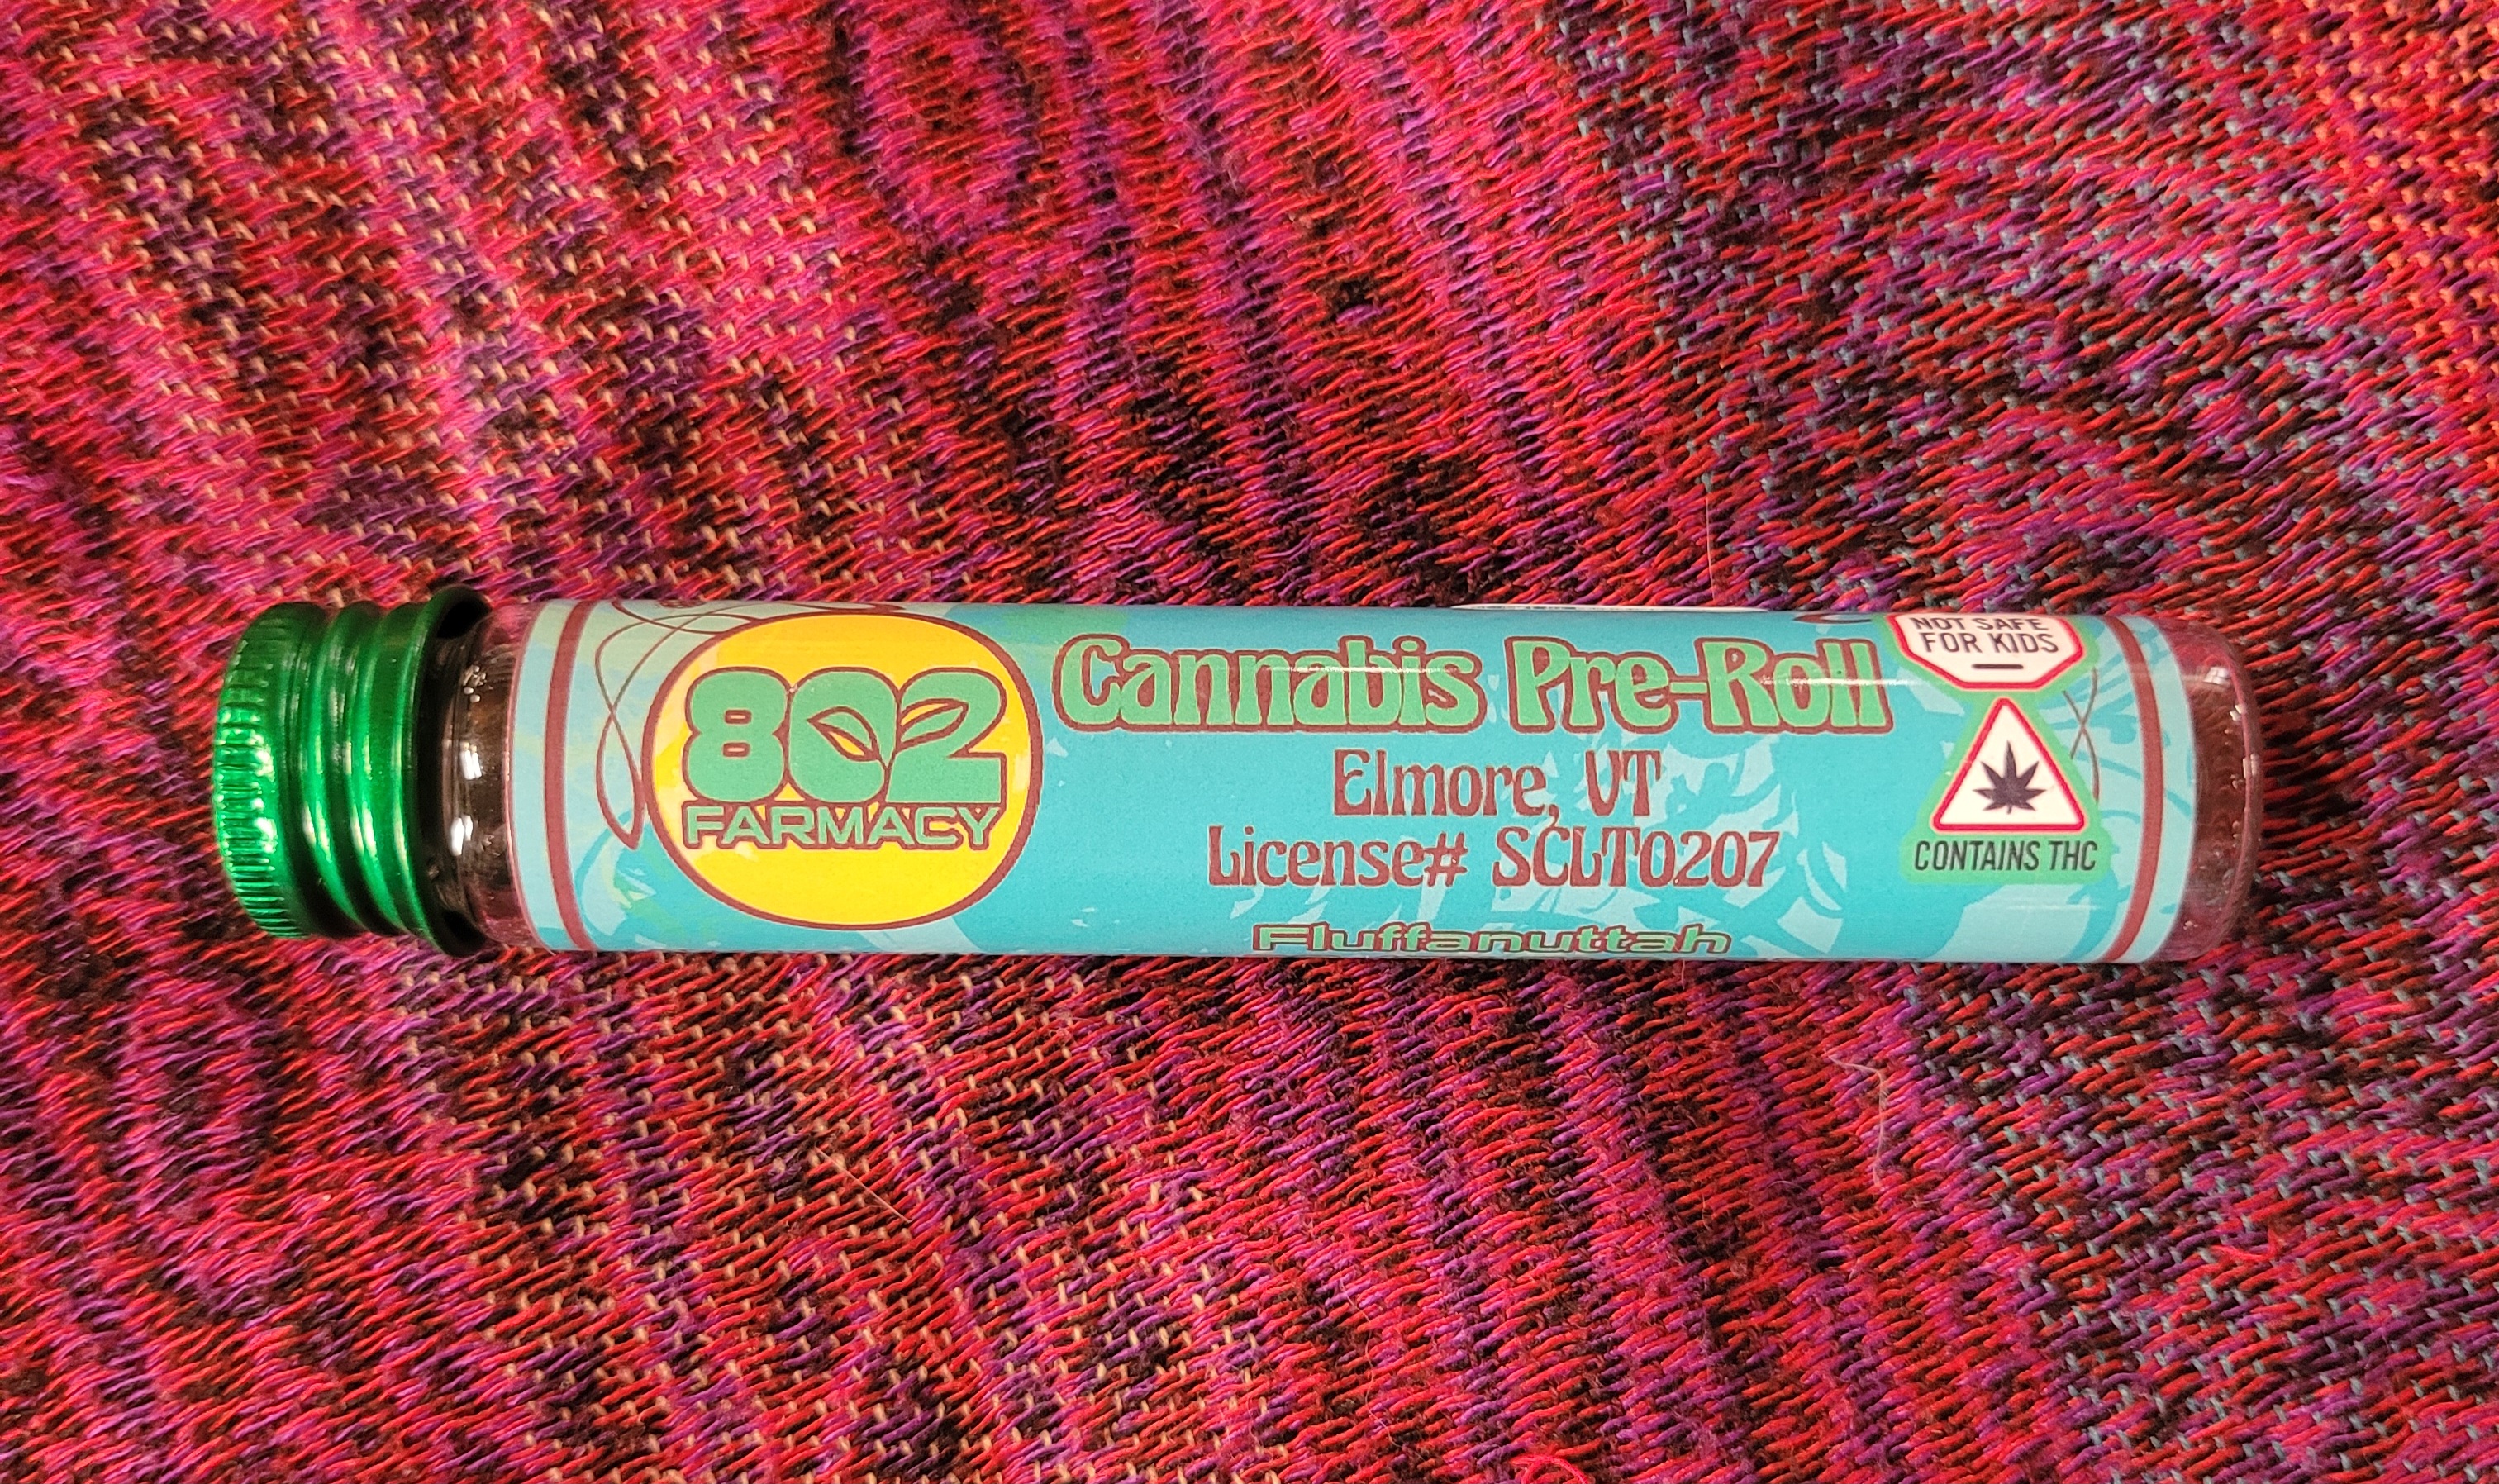 802
FARMACY
Cannabis Pre-Roll
Elmore, VT
License# SCLT0207
Fluffanuttah
NOT SAFE
FOR KIDS
CONTAINS THC